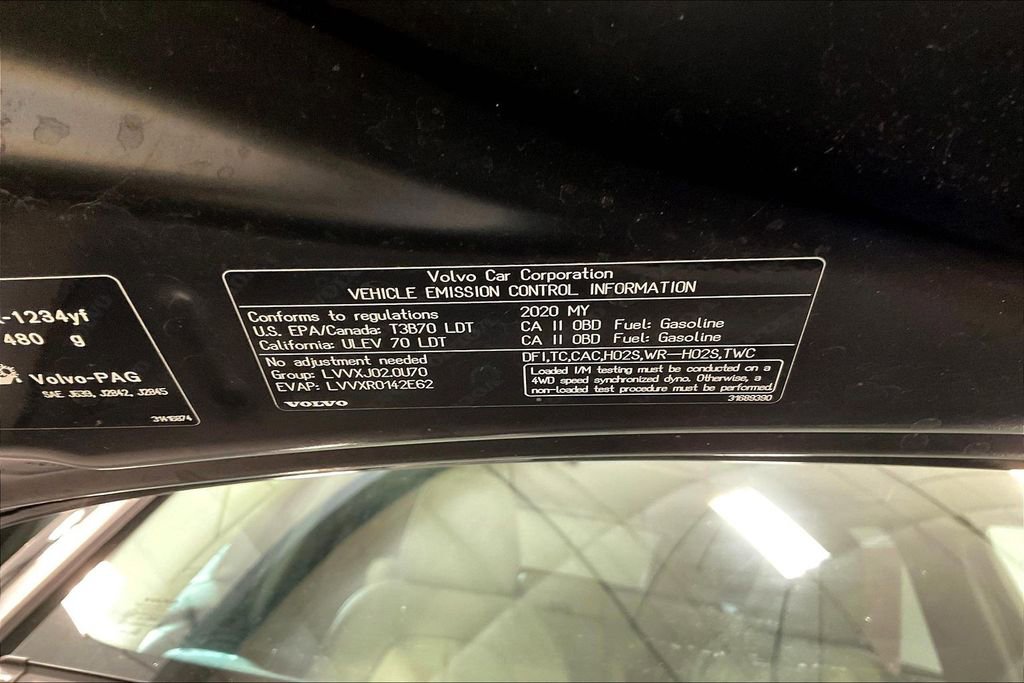 -1234yf
480 g
Volvo-PAG
SAE J639, J2842, J2845
31416874
Volvo Car Corporation
VEHICLE EMISSION CONTROL INFORMATION
Conforms to regulations 2020 MY
U.S. EPA/Canada: T3B70 LDT CA II OBD Fuel: Gasoline
California: ULEV 70 LDT CA II OBD Fuel: Gasoline
No adjustment needed DFI,TC,CAC,HO2S,WR-HO2S,TWC
Group: LVVXJ02.0U70
EVAP: LVVXR0142E62
Loaded I/M testing must be conducted on a
4WD speed synchronized dyno. Otherwise, a
non-loaded test procedure must be performed.
VOLVO
31689390